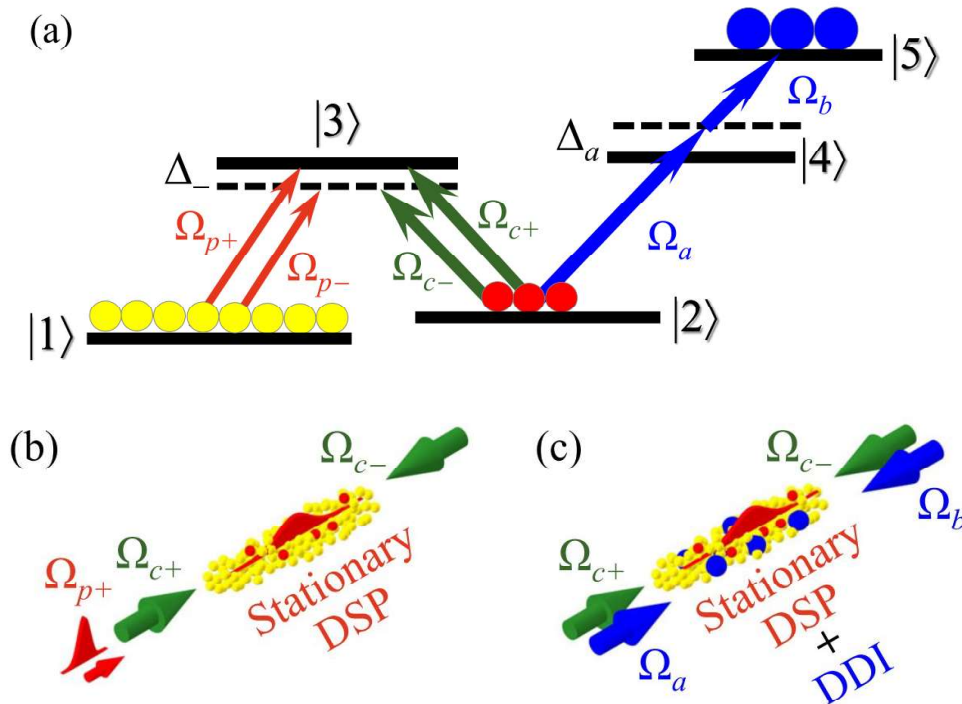 (a)
|5⟩
Ω_b
|3⟩
Δ_a
|4⟩
Δ_−
Ω_{p+}
Ω_{p−}
Ω_{c+}
Ω_{c−}
Ω_a
|1⟩
|2⟩
(b)
Ω_{c−}
Ω_{c+}
Ω_{p+}
Stationary
DSP
(c)
Ω_{c−}
Ω_b
Ω_{c+}
Ω_a
Stationary
DSP
+
DDI